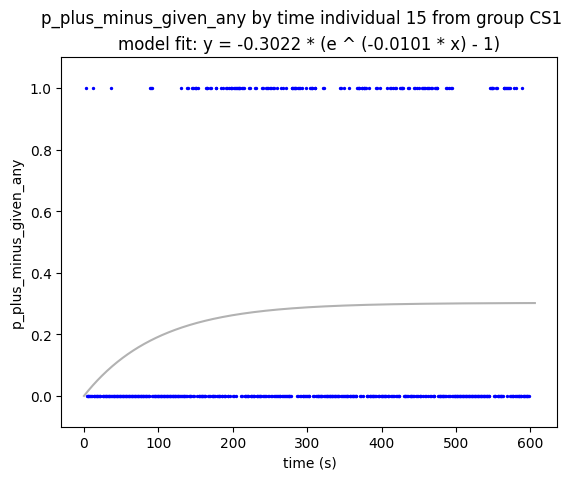 p_plus_minus_given_any by time individual 15 from group CS1
model fit: y = -0.3022 * (e ^ (-0.0101 * x) - 1)
1.0
0.8
0.6
0.4
0.2
0.0
p_plus_minus_given_any
0 100 200 300 400 500 600
time (s)